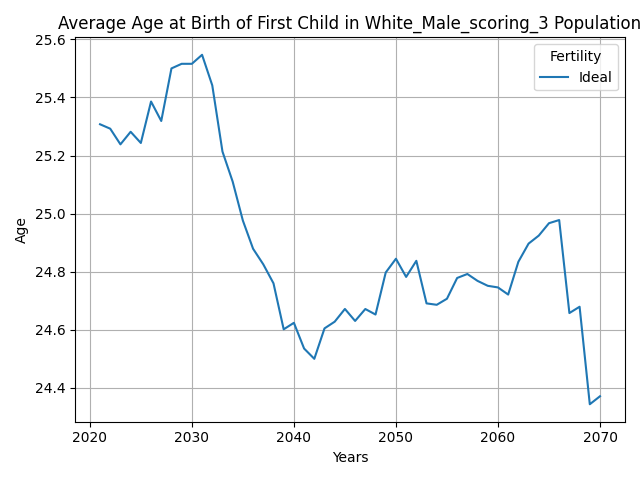 Average Age at Birth of First Child in White_Male_scoring_3 Population
25.6
25.4
25.2
25.0
24.8
24.6
24.4
Age
Fertility
Ideal
2020 2030 2040 2050 2060 2070
Years